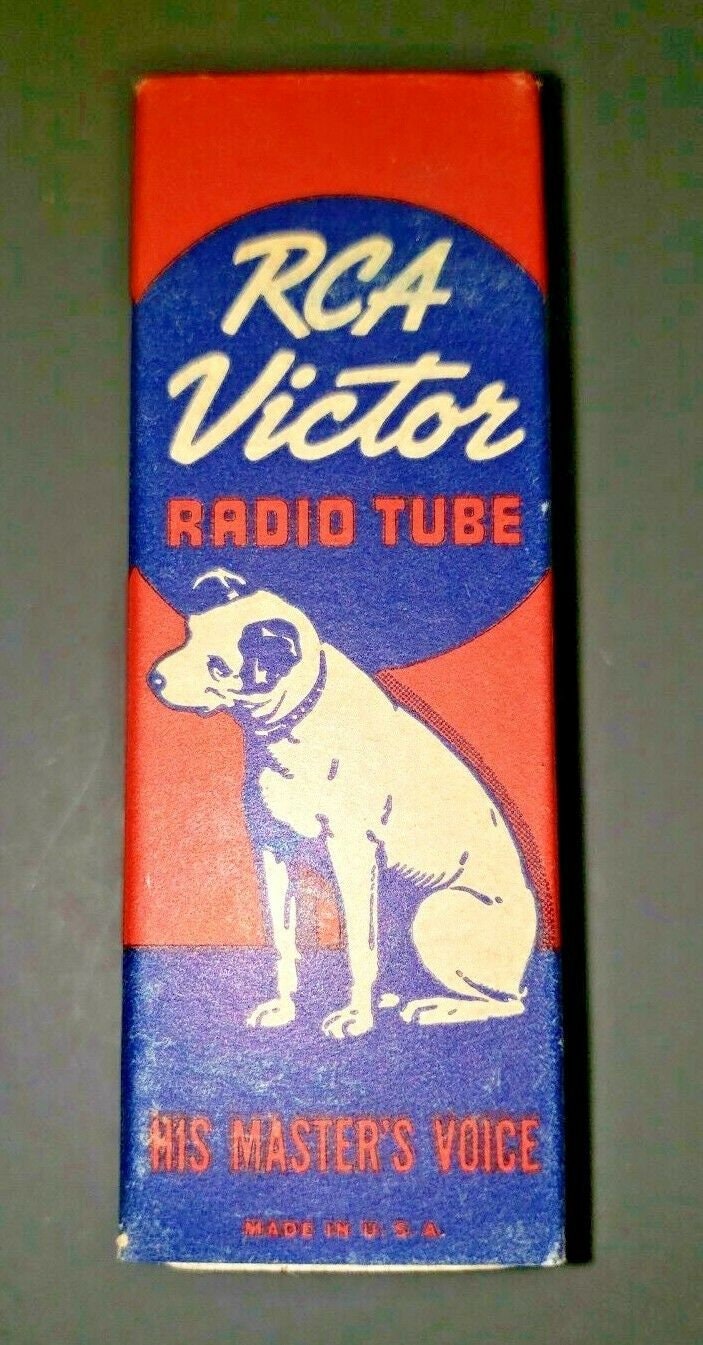 RCA
Victor
RADIO TUBE
HIS MASTER'S VOICE
MADE IN U.S.A.